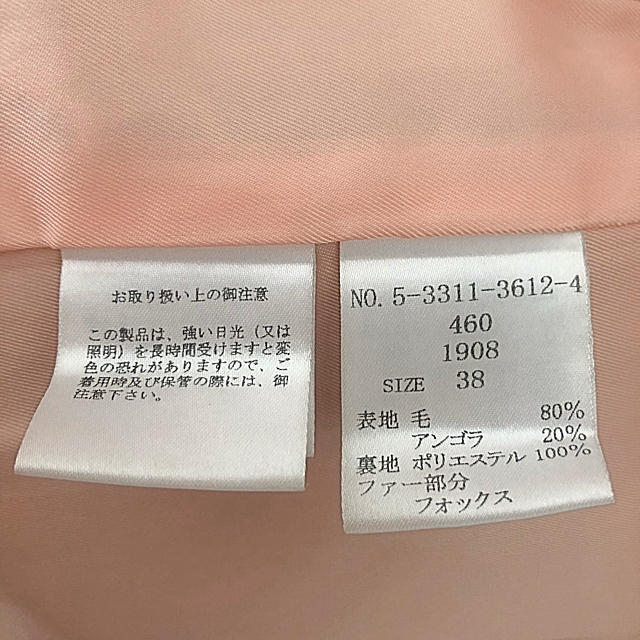 お取り扱い上の御注意
この製品は、強い日光(又は
照明)を長時間受けますと変
色の恐れがありますので、ご
着用時及び保管の際には、御
注意下さい。
NO. 5-3311-3612-4
460
1908
SIZE 38
表地 毛 80%
アンゴラ 20%
裏地 ポリエステル 100%
ファー部分
フォックス